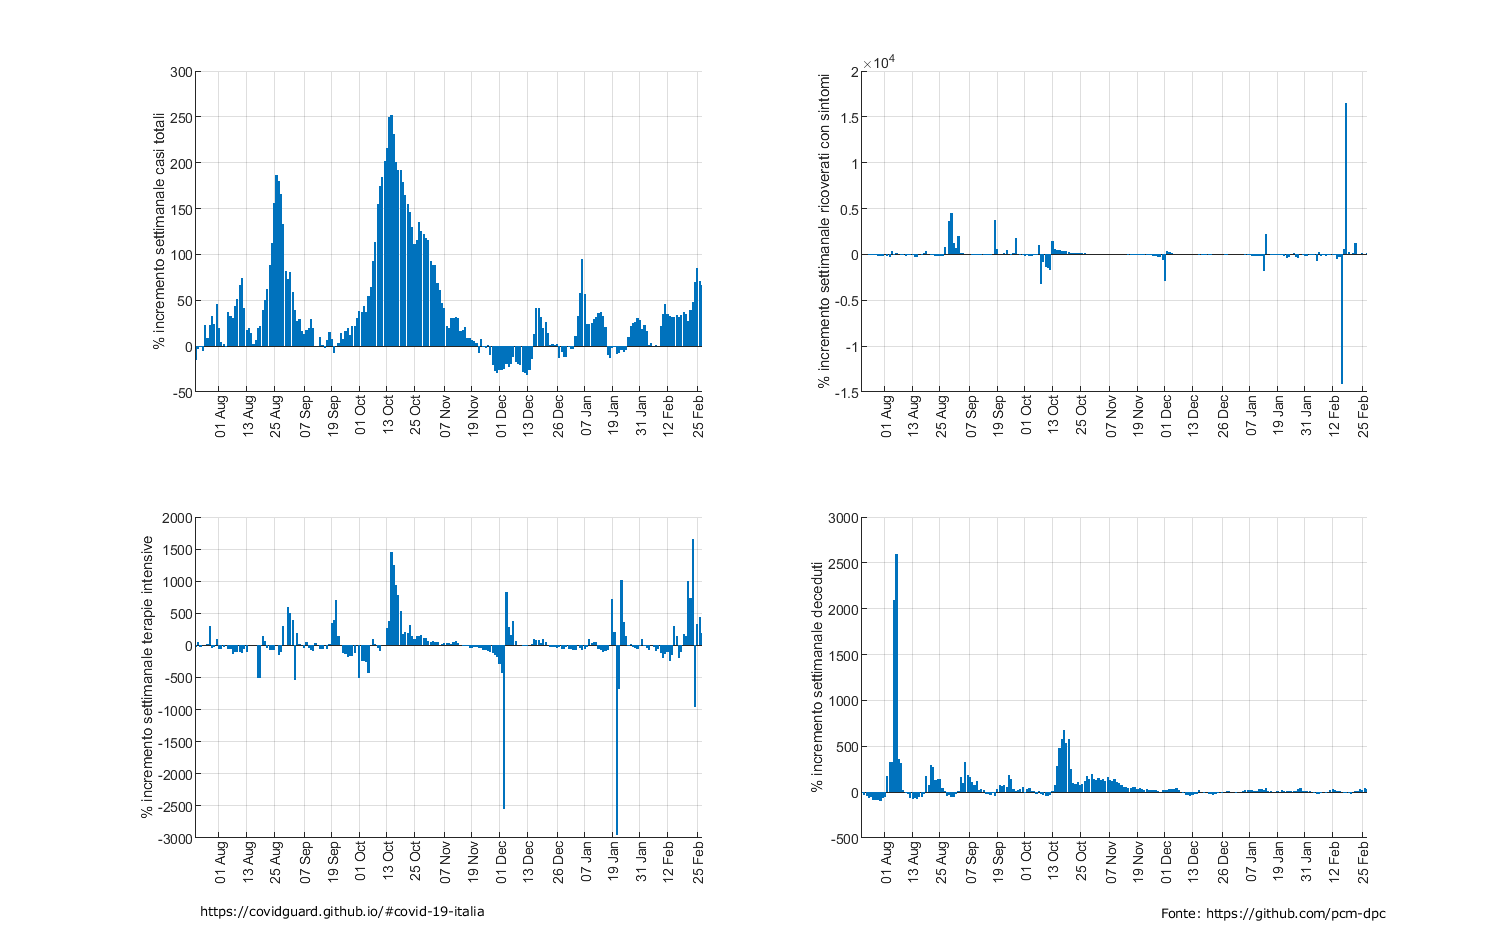 % incremento settimanale casi totali
300
250
200
150
100
50
0
-50
01 Aug
13 Aug
25 Aug
07 Sep
19 Sep
01 Oct
13 Oct
25 Oct
07 Nov
19 Nov
01 Dec
13 Dec
26 Dec
07 Jan
19 Jan
31 Jan
12 Feb
25 Feb
% incremento settimanale ricoverati con sintomi
×10^4
2
1.5
1
0.5
0
-0.5
-1
-1.5
01 Aug
13 Aug
25 Aug
07 Sep
19 Sep
01 Oct
13 Oct
25 Oct
07 Nov
19 Nov
01 Dec
13 Dec
26 Dec
07 Jan
19 Jan
31 Jan
12 Feb
25 Feb
% incremento settimanale terapie intensive
2000
1500
1000
500
0
-500
-1000
-1500
-2000
-2500
-3000
01 Aug
13 Aug
25 Aug
07 Sep
19 Sep
01 Oct
13 Oct
25 Oct
07 Nov
19 Nov
01 Dec
13 Dec
26 Dec
07 Jan
19 Jan
31 Jan
12 Feb
25 Feb
% incremento settimanale deceduti
3000
2500
2000
1500
1000
500
0
-500
01 Aug
13 Aug
25 Aug
07 Sep
19 Sep
01 Oct
13 Oct
25 Oct
07 Nov
19 Nov
01 Dec
13 Dec
26 Dec
07 Jan
19 Jan
31 Jan
12 Feb
25 Feb
https://covidguard.github.io/#covid-19-italia
Fonte: https://github.com/pcm-dpc